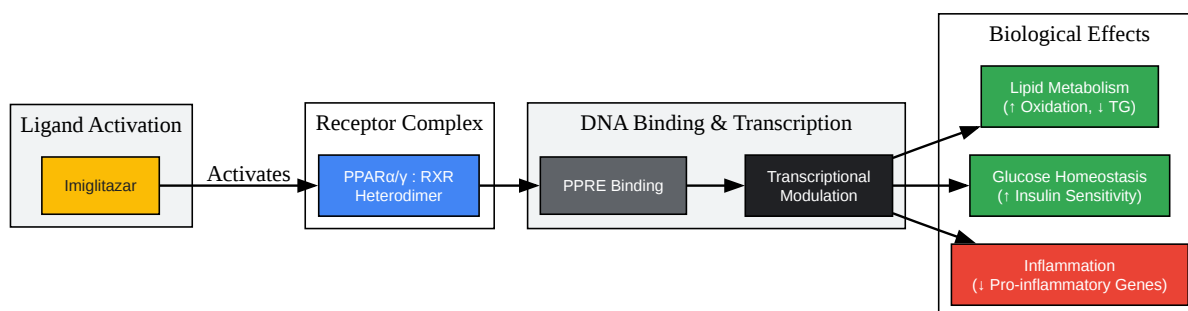 Ligand Activation
Imiglitazar
Activates
Receptor Complex
PPARα/γ : RXR
Heterodimer
DNA Binding & Transcription
PPRE Binding
Transcriptional
Modulation
Biological Effects
Lipid Metabolism
(↑ Oxidation, ↓ TG)
Glucose Homeostasis
(↑ Insulin Sensitivity)
Inflammation
(↓ Pro-inflammatory Genes)